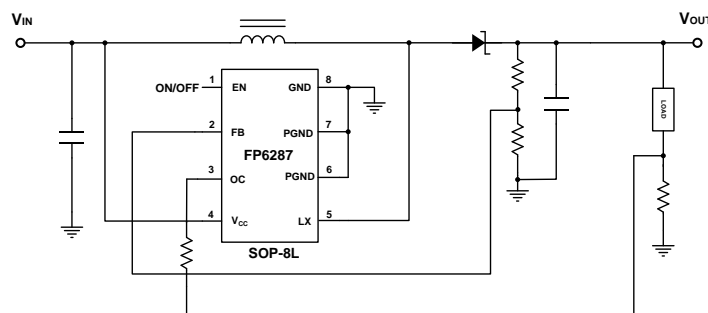 VIN
VOUT
ON/OFF
1
EN
GND
8
2
FB
PGND
7
FP6287
3
OC
PGND
6
4
VCC
LX
5
SOP-8L
LOAD